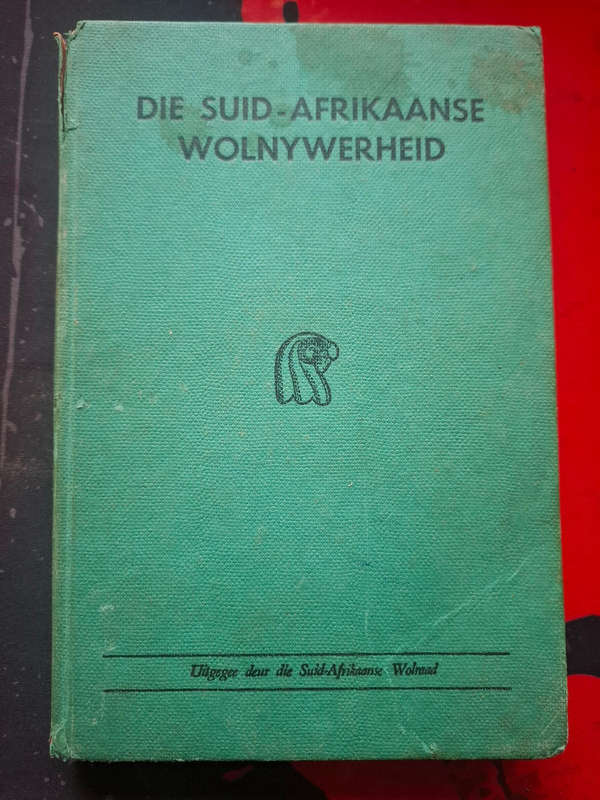 DIE SUID-AFRIKAANSE
WOLNYWERHEID
Uitgegee deur die Suid-Afrikaanse Wolraad